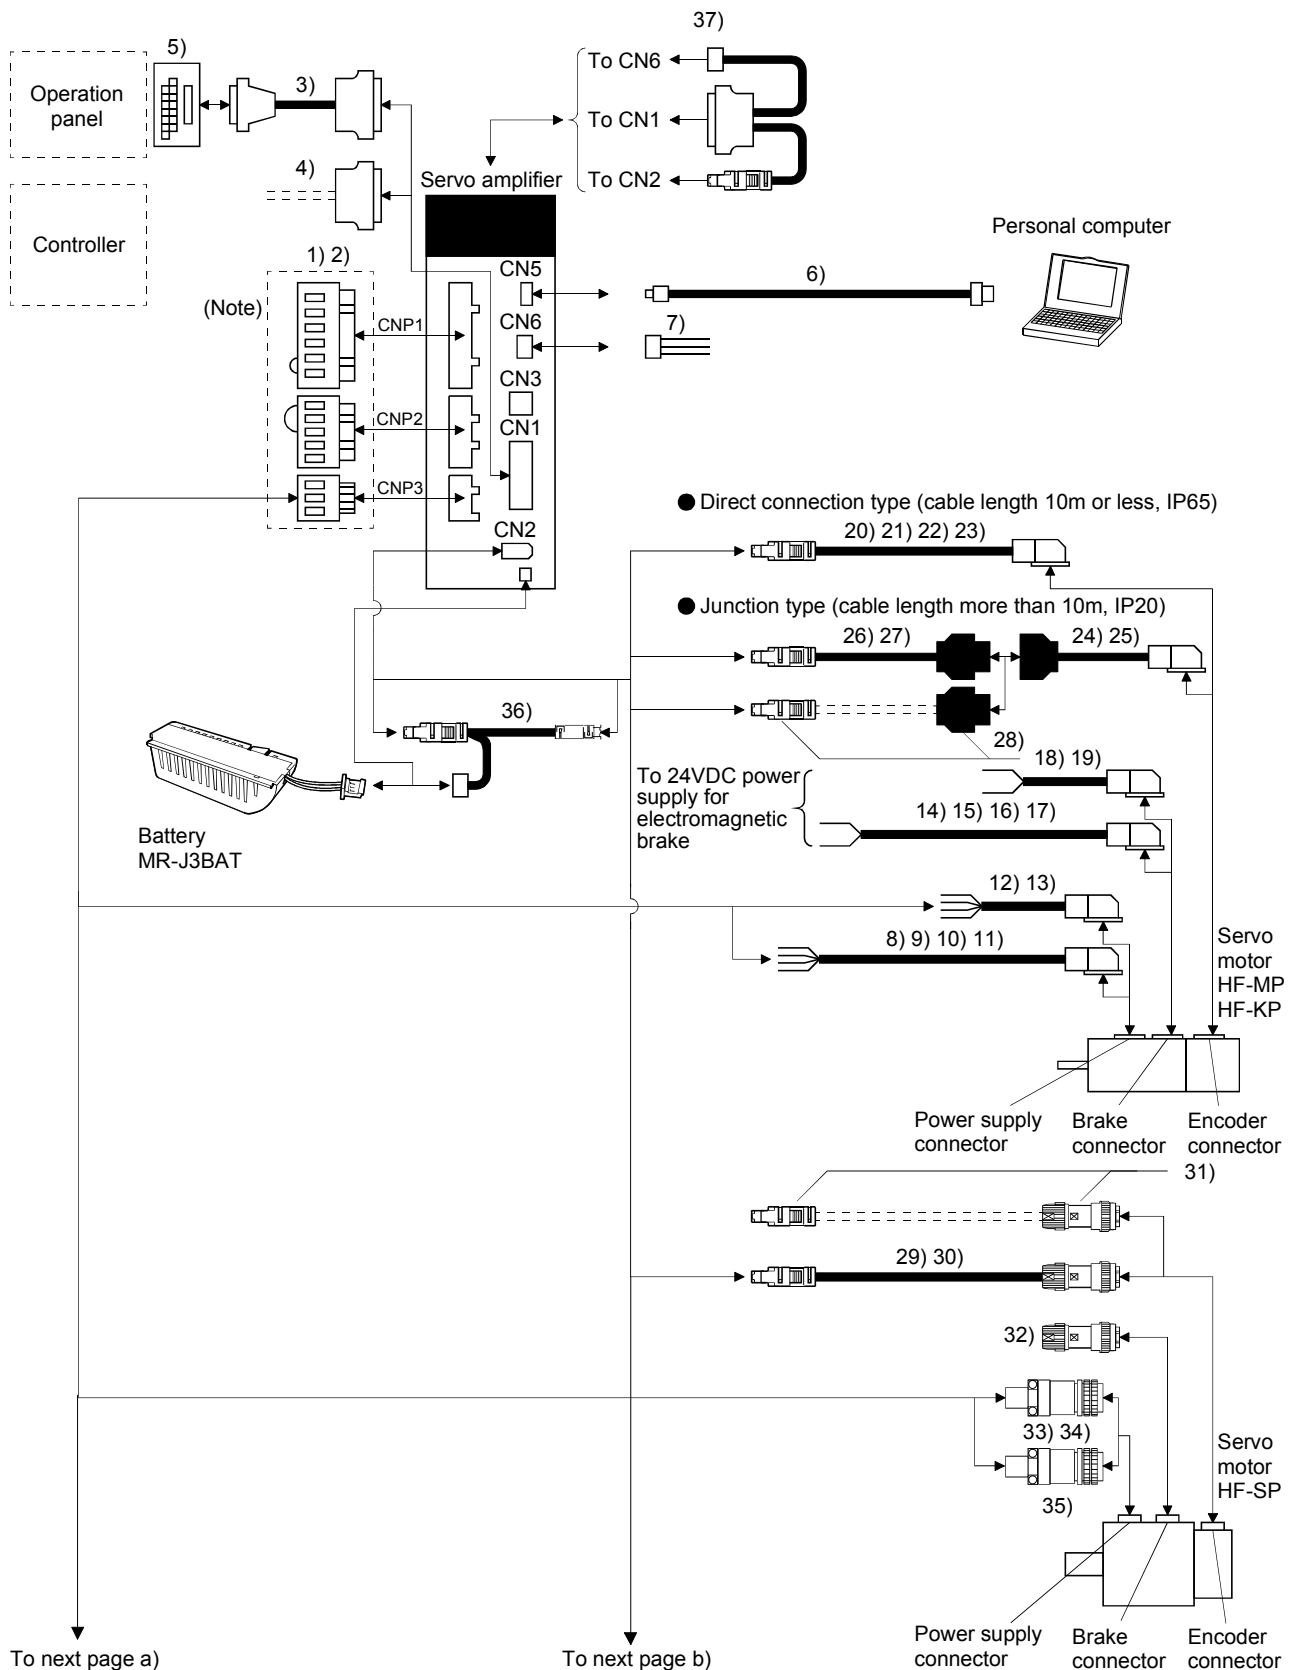 37)
5)
To CN6
3)
Operation
panel
To CN1
4)
To CN2
Servo amplifier
Personal computer
Controller
1) 2)
CN5
6)
(Note)
CNP1
CN6
7)
CN3
CNP2
CN1
CNP3
● Direct connection type (cable length 10m or less, IP65)
CN2
20) 21) 22) 23)
● Junction type (cable length more than 10m, IP20)
26) 27)
24) 25)
36)
28)
18) 19)
To 24VDC power
supply for
electromagnetic
brake
14) 15) 16) 17)
Battery
MR-J3BAT
12) 13)
8) 9) 10) 11)
Servo
motor
HF-MP
HF-KP
Power supply
connector
Brake
connector
Encoder
connector
31)
29) 30)
32)
33) 34)
35)
Servo
motor
HF-SP
Power supply
connector
Brake
connector
Encoder
connector
To next page a)
To next page b)